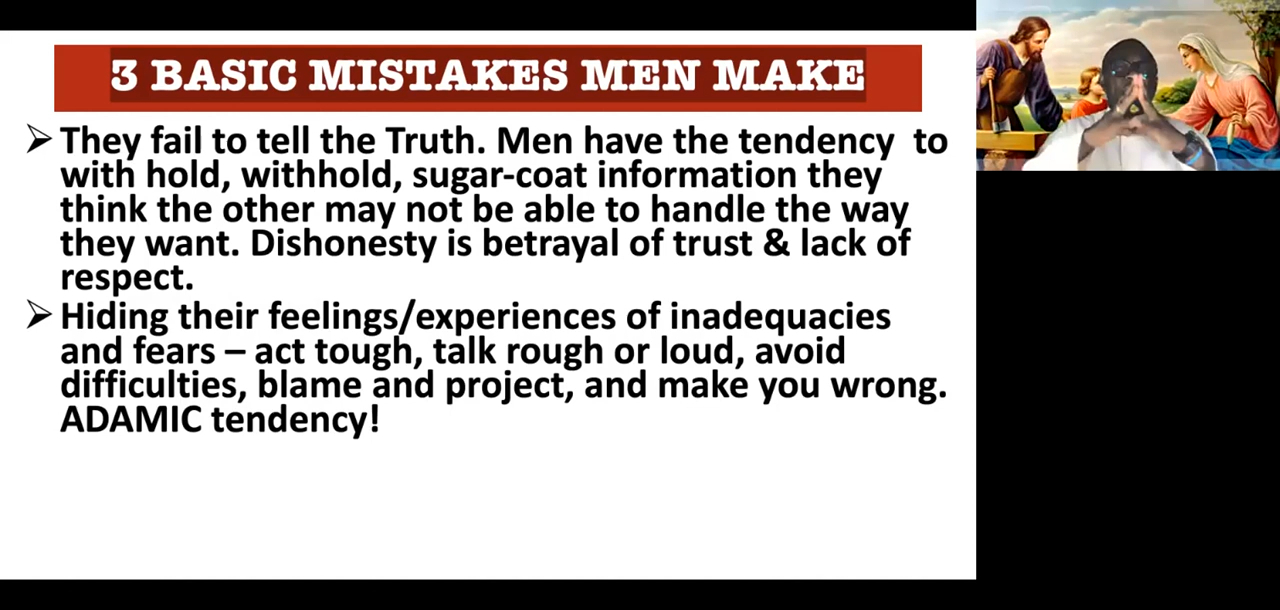 3 BASIC MISTAKES MEN MAKE
➢ They fail to tell the Truth. Men have the tendency to
with hold, withhold, sugar-coat information they
think the other may not be able to handle the way
they want. Dishonesty is betrayal of trust & lack of
respect.
➢ Hiding their feelings/experiences of inadequacies
and fears – act tough, talk rough or loud, avoid
difficulties, blame and project, and make you wrong.
ADAMIC tendency!